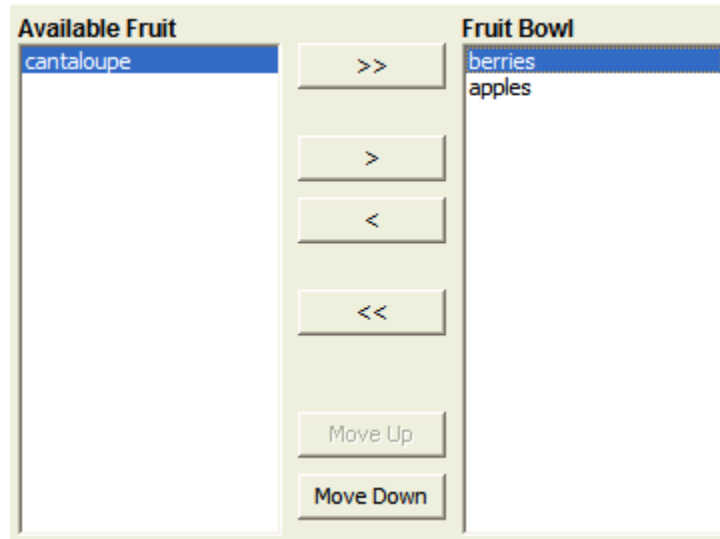 Available Fruit
cantaloupe
>>
>
<
<<
Move Up
Move Down
Fruit Bowl
berries
apples